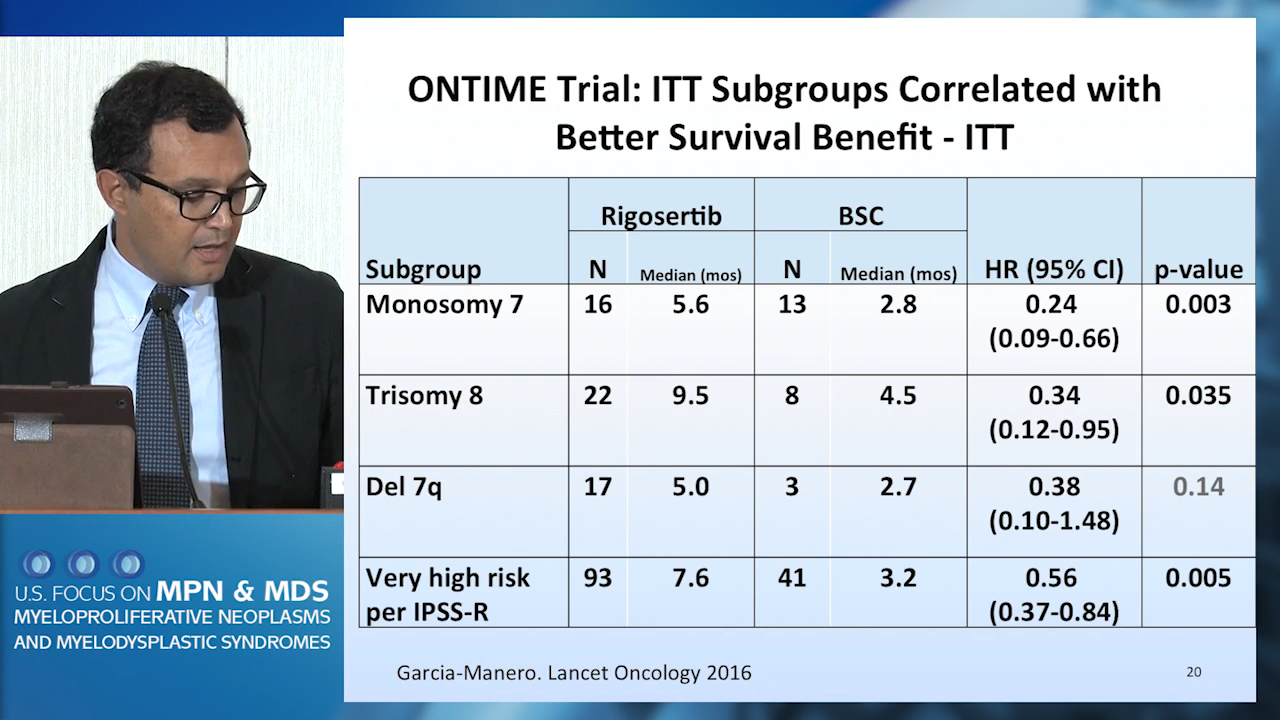 ONTIME Trial: ITT Subgroups Correlated with
Better Survival Benefit - ITT
Rigosertib BSC
Subgroup N Median (mos) N Median (mos) HR (95% CI) p-value
Monosomy 7 16 5.6 13 2.8 0.24 0.003
(0.09-0.66)
Trisomy 8 22 9.5 8 4.5 0.34 0.035
(0.12-0.95)
Del 7q 17 5.0 3 2.7 0.38 0.14
(0.10-1.48)
Very high risk 93 7.6 41 3.2 0.56 0.005
per IPSS-R (0.37-0.84)
Garcia-Manero. Lancet Oncology 2016 20
U.S. FOCUS ON MPN & MDS
MYELOPROLIFERATIVE NEOPLASMS
AND MYELODYSPLASTIC SYNDROMES